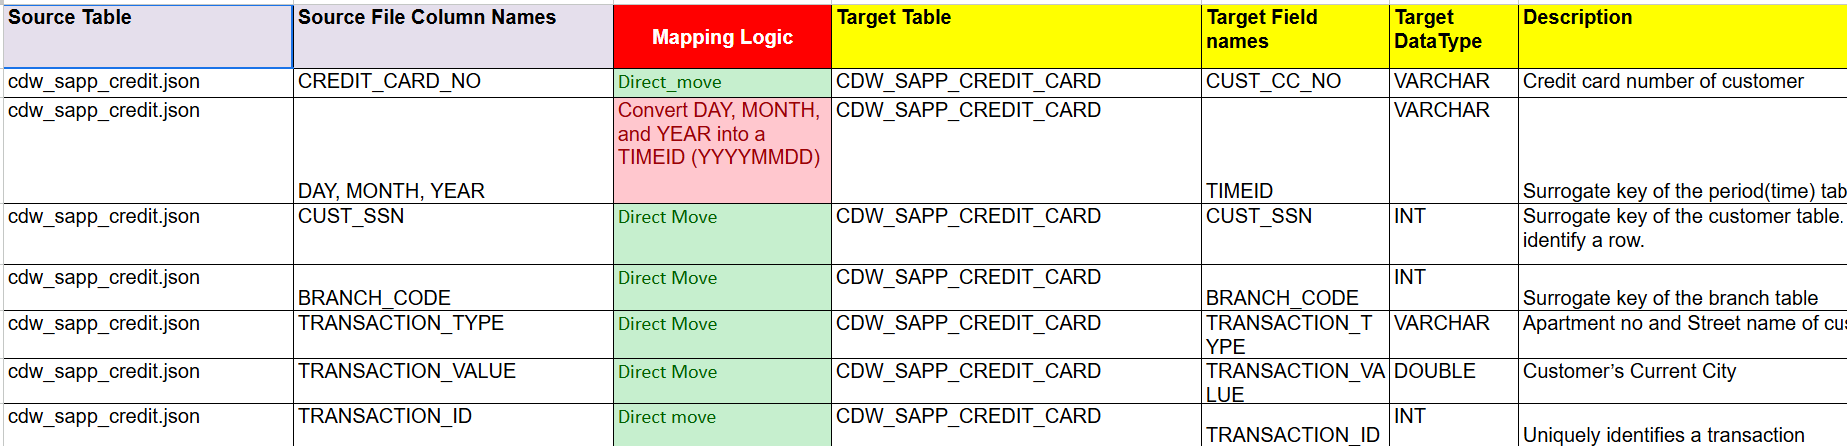 Source Table Source File Column Names Mapping Logic Target Table Target Field names Target DataType Description
cdw_sapp_credit.json CREDIT_CARD_NO Direct_move CDW_SAPP_CREDIT_CARD CUST_CC_NO VARCHAR Credit card number of customer
cdw_sapp_credit.json DAY, MONTH, YEAR Convert DAY, MONTH, and YEAR into a TIMEID (YYYYMMDD) CDW_SAPP_CREDIT_CARD TIMEID VARCHAR Surrogate key of the period(time) tab
cdw_sapp_credit.json CUST_SSN Direct Move CDW_SAPP_CREDIT_CARD CUST_SSN INT Surrogate key of the customer table. identify a row.
cdw_sapp_credit.json BRANCH_CODE Direct Move CDW_SAPP_CREDIT_CARD BRANCH_CODE INT Surrogate key of the branch table
cdw_sapp_credit.json TRANSACTION_TYPE Direct Move CDW_SAPP_CREDIT_CARD TRANSACTION_TYPE VARCHAR Apartment no and Street name of cus
cdw_sapp_credit.json TRANSACTION_VALUE Direct Move CDW_SAPP_CREDIT_CARD TRANSACTION_VALUE DOUBLE Customer’s Current City
cdw_sapp_credit.json TRANSACTION_ID Direct move CDW_SAPP_CREDIT_CARD TRANSACTION_ID INT Uniquely identifies a transaction